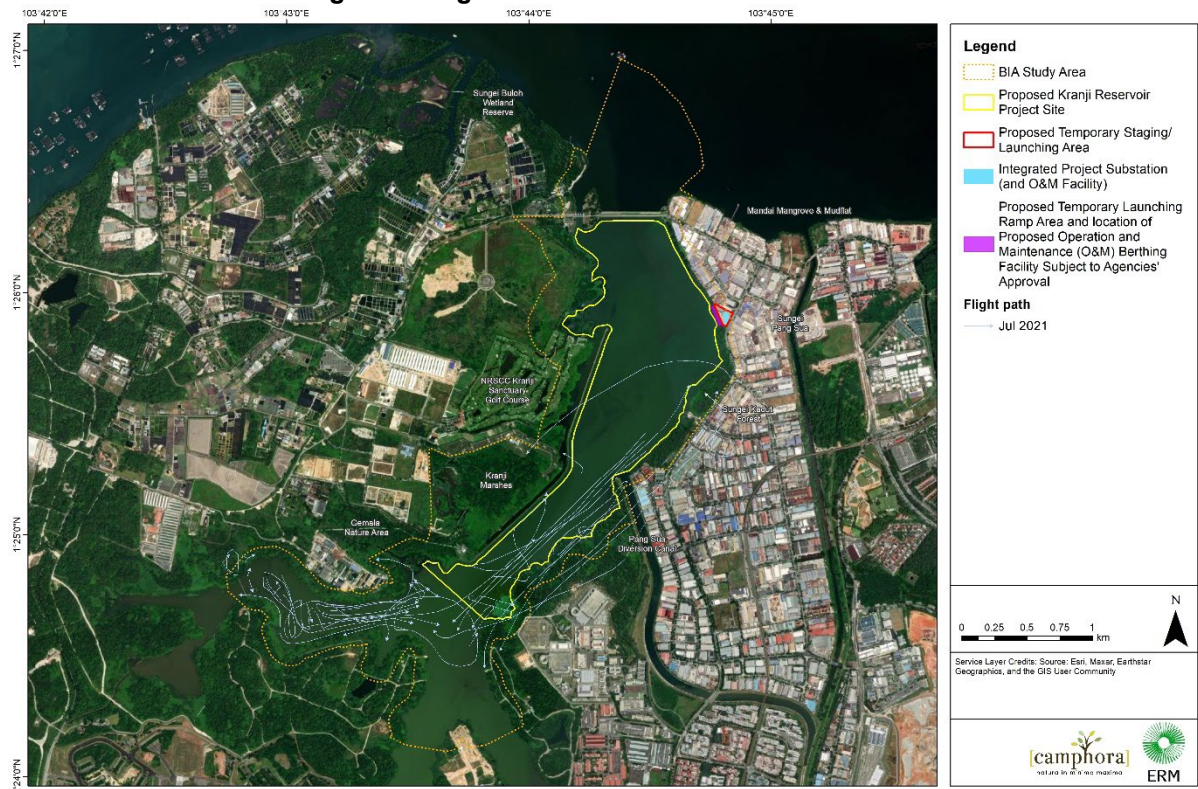 103°42'0"E
103°43'0"E
103°44'0"E
103°45'0"E
1°27'0"N
1°26'0"N
1°25'0"N
1°24'0"N
Sungei Buloh
Wetland
Reserve
Mandai Mangrove & Mudflat
Sungei
Pang Sua
NRSCC Kranji
Sanctuary
Golf Course
Sungei Kadut
Forest
Kranji
Marshes
Gemala
Nature Area
Pang Sua
Diversion Canal
Legend
BIA Study Area
Proposed Kranji Reservoir
Project Site
Proposed Temporary Staging/
Launching Area
Integrated Project Substation
(and O&M Facility)
Proposed Temporary Launching
Ramp Area and location of
Proposed Operation and
Maintenance (O&M) Berthing
Facility Subject to Agencies'
Approval
Flight path
Jul 2021
N
0 0.25 0.5 0.75 1
km
Service Layer Credits: Source: Esri, Maxar, Earthstar
Geographics, and the GIS User Community
[camphora]
natura in minima maxima
ERM